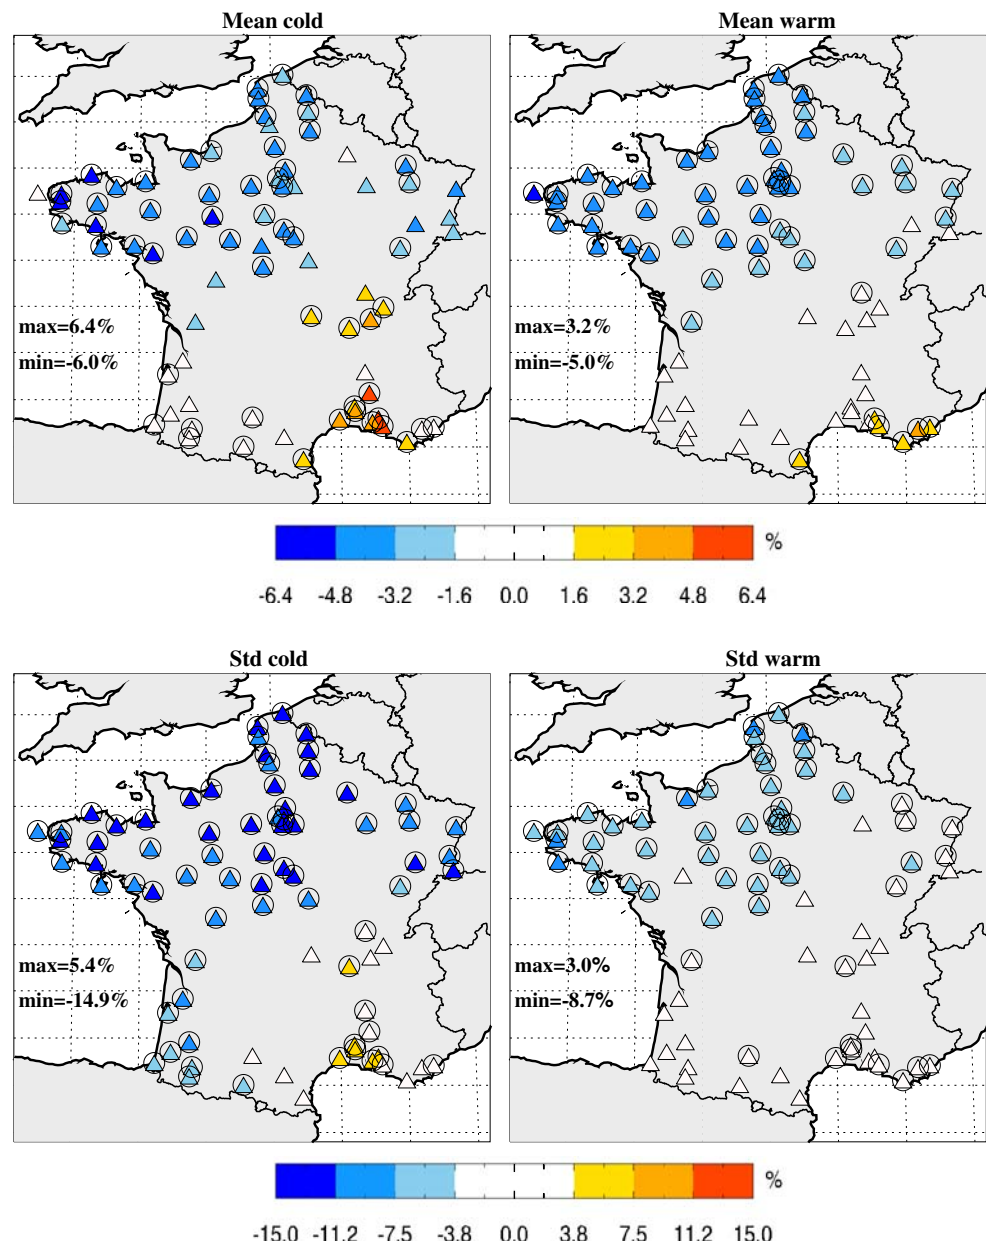 Mean cold Mean warm
max=6.4% max=3.2%
min=-6.0% min=-5.0%
%
-6.4 -4.8 -3.2 -1.6 0.0 1.6 3.2 4.8 6.4
Std cold Std warm
max=5.4% max=3.0%
min=-14.9% min=-8.7%
%
-15.0 -11.2 -7.5 -3.8 0.0 3.8 7.5 11.2 15.0